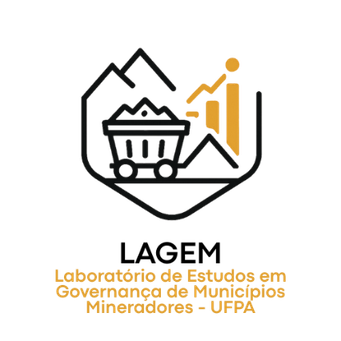 LAGEM
Laboratório de Estudos em
Governança de Municípios
Mineradores - UFPA